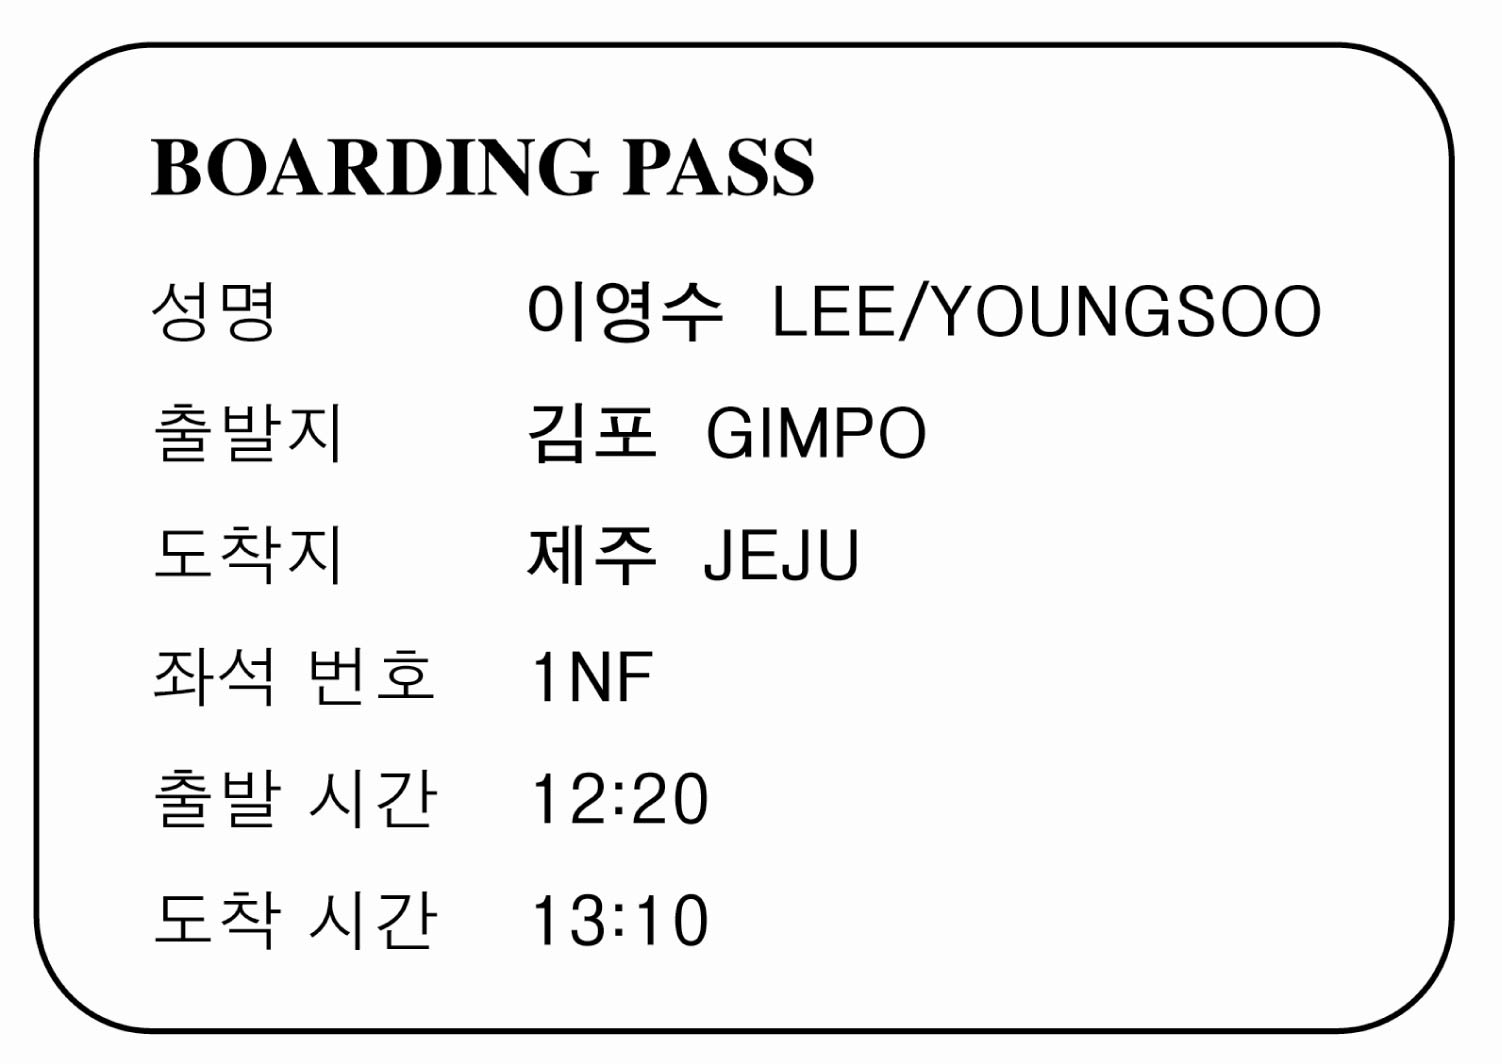 BOARDING PASS
성명 이영수 LEE/YOUNGSOO
출발지 김포 GIMPO
도착지 제주 JEJU
좌석 번호 1NF
출발 시간 12:20
도착 시간 13:10